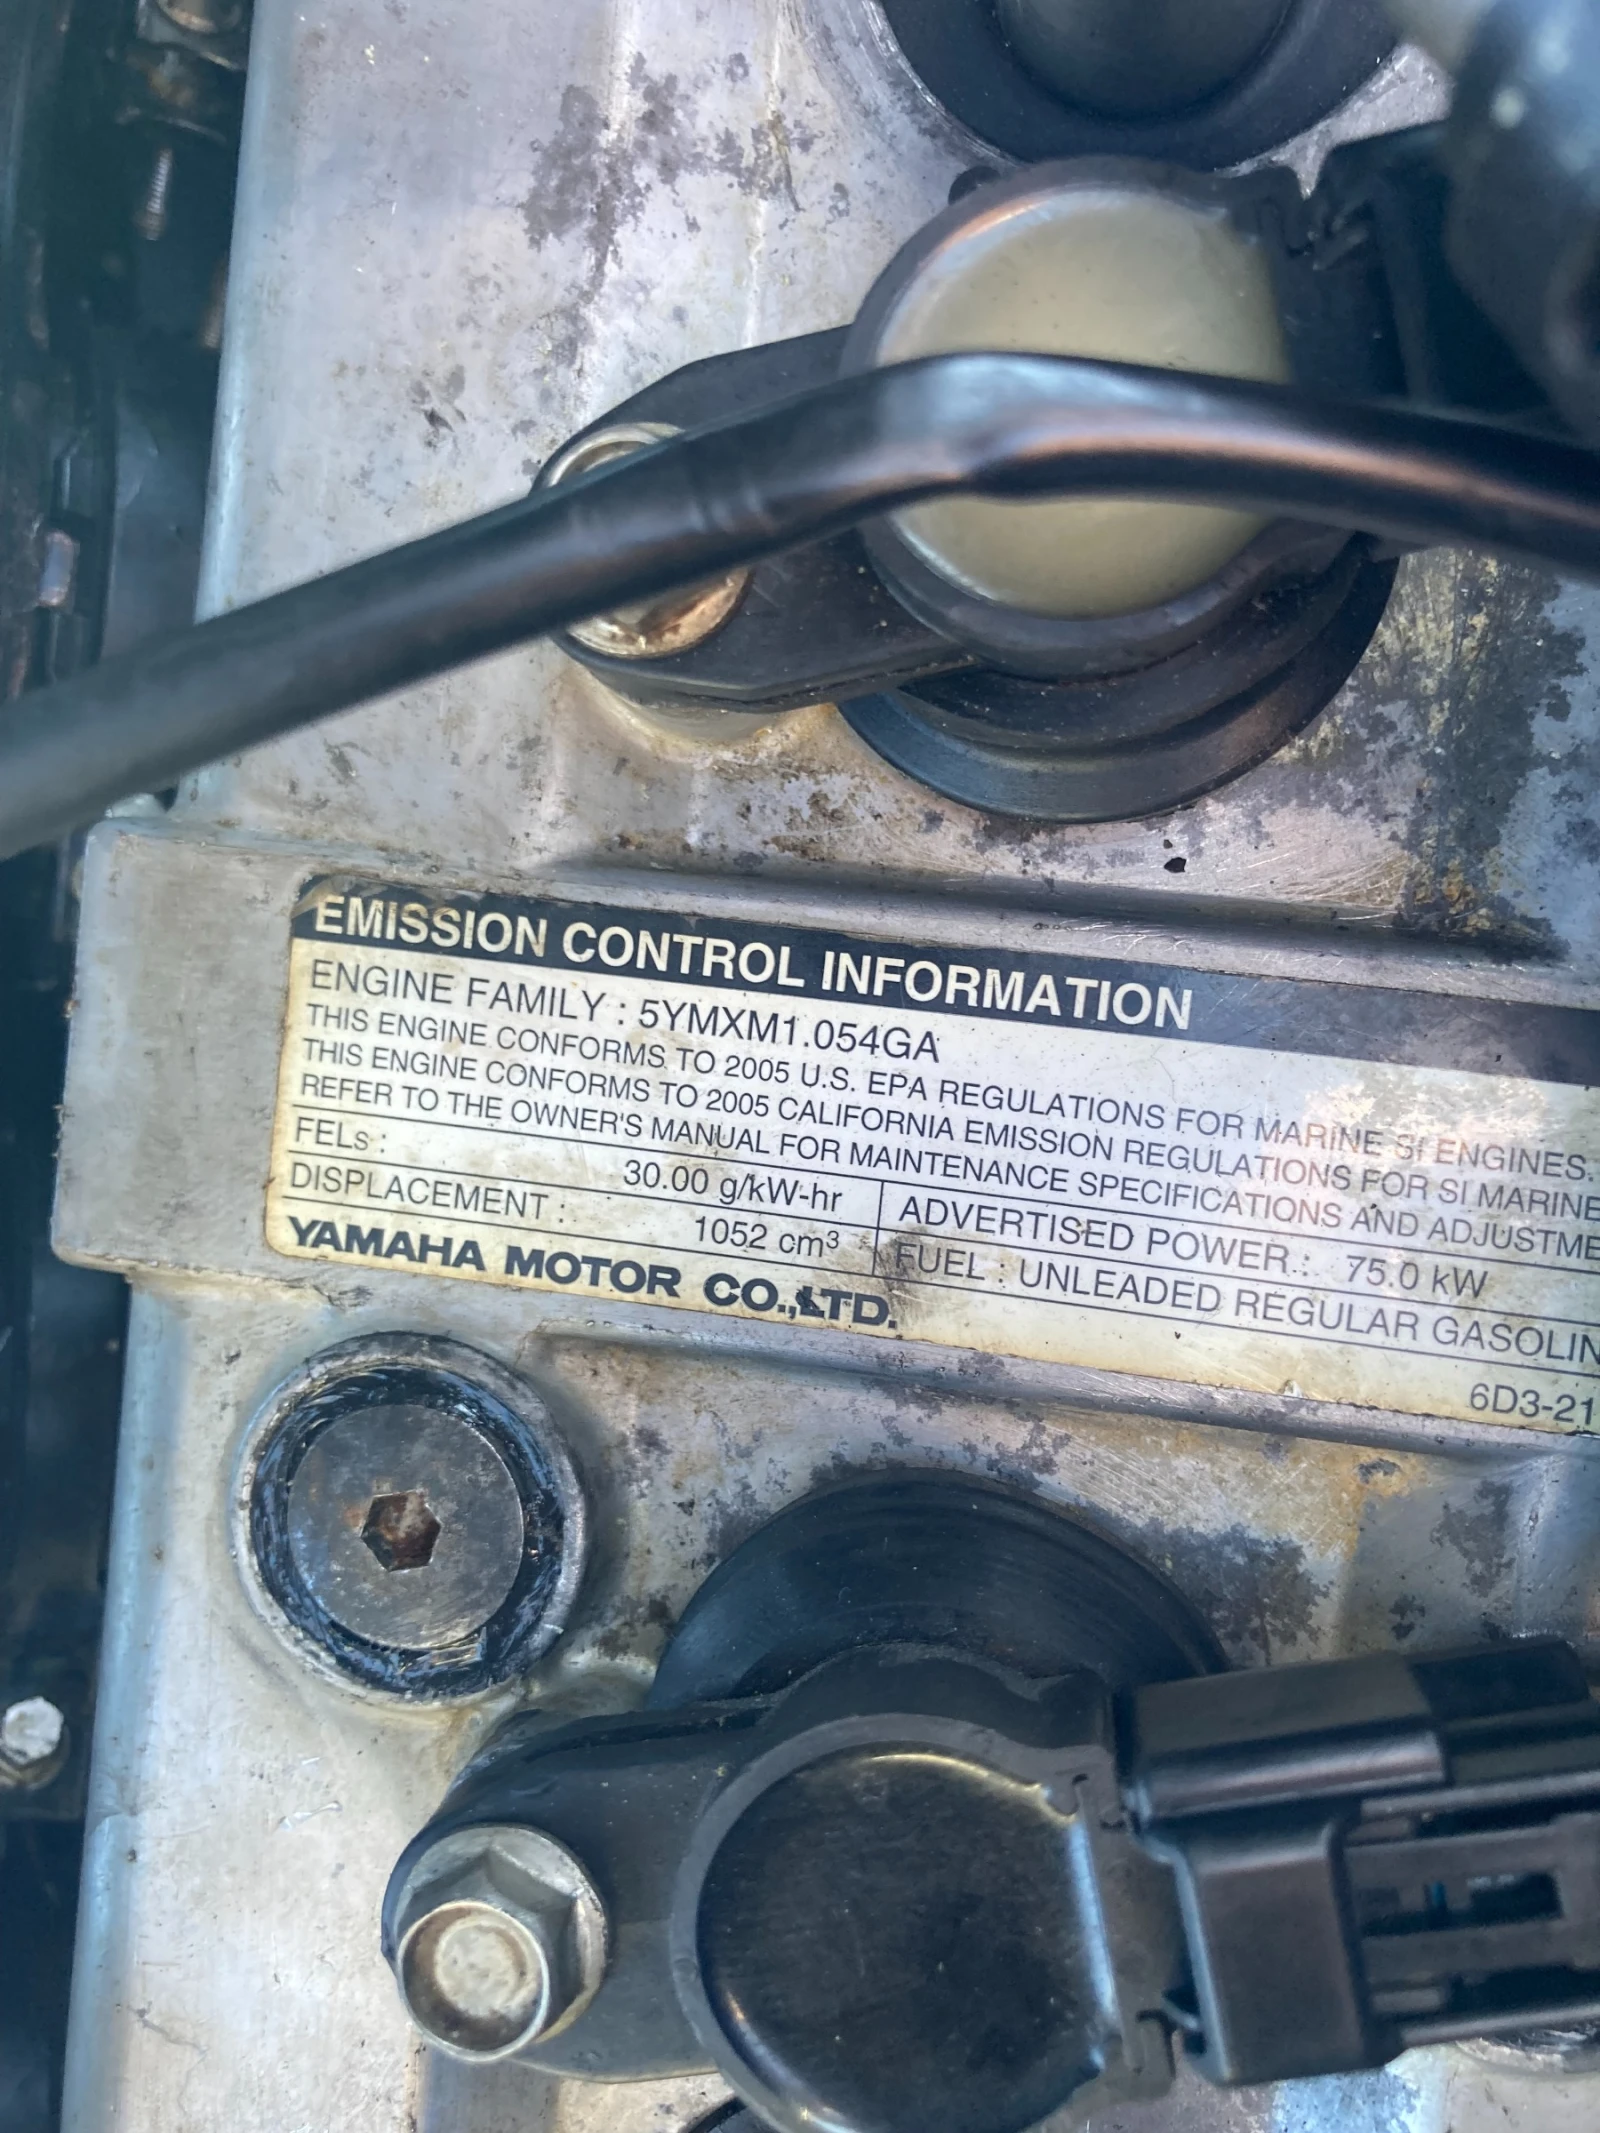 EMISSION CONTROL INFORMATION
ENGINE FAMILY : 5YMXM1.054GA
THIS ENGINE CONFORMS TO 2005 U.S. EPA REGULATIONS FOR MARINE SI ENGINES.
THIS ENGINE CONFORMS TO 2005 CALIFORNIA EMISSION REGULATIONS FOR SI MARINE
REFER TO THE OWNER'S MANUAL FOR MAINTENANCE SPECIFICATIONS AND ADJUSTME
FELs : 30.00 g/kW-hr ADVERTISED POWER : 75.0 kW
DISPLACEMENT : 1052 cm³ FUEL : UNLEADED REGULAR GASOLIN
YAMAHA MOTOR CO.,LTD.
6D3-21